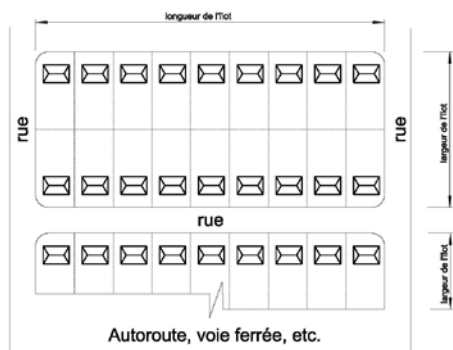 longueur de l'îlot
rue
rue
largeur de l'îlot
rue
largeur de l'îlot
Autoroute, voie ferrée, etc.